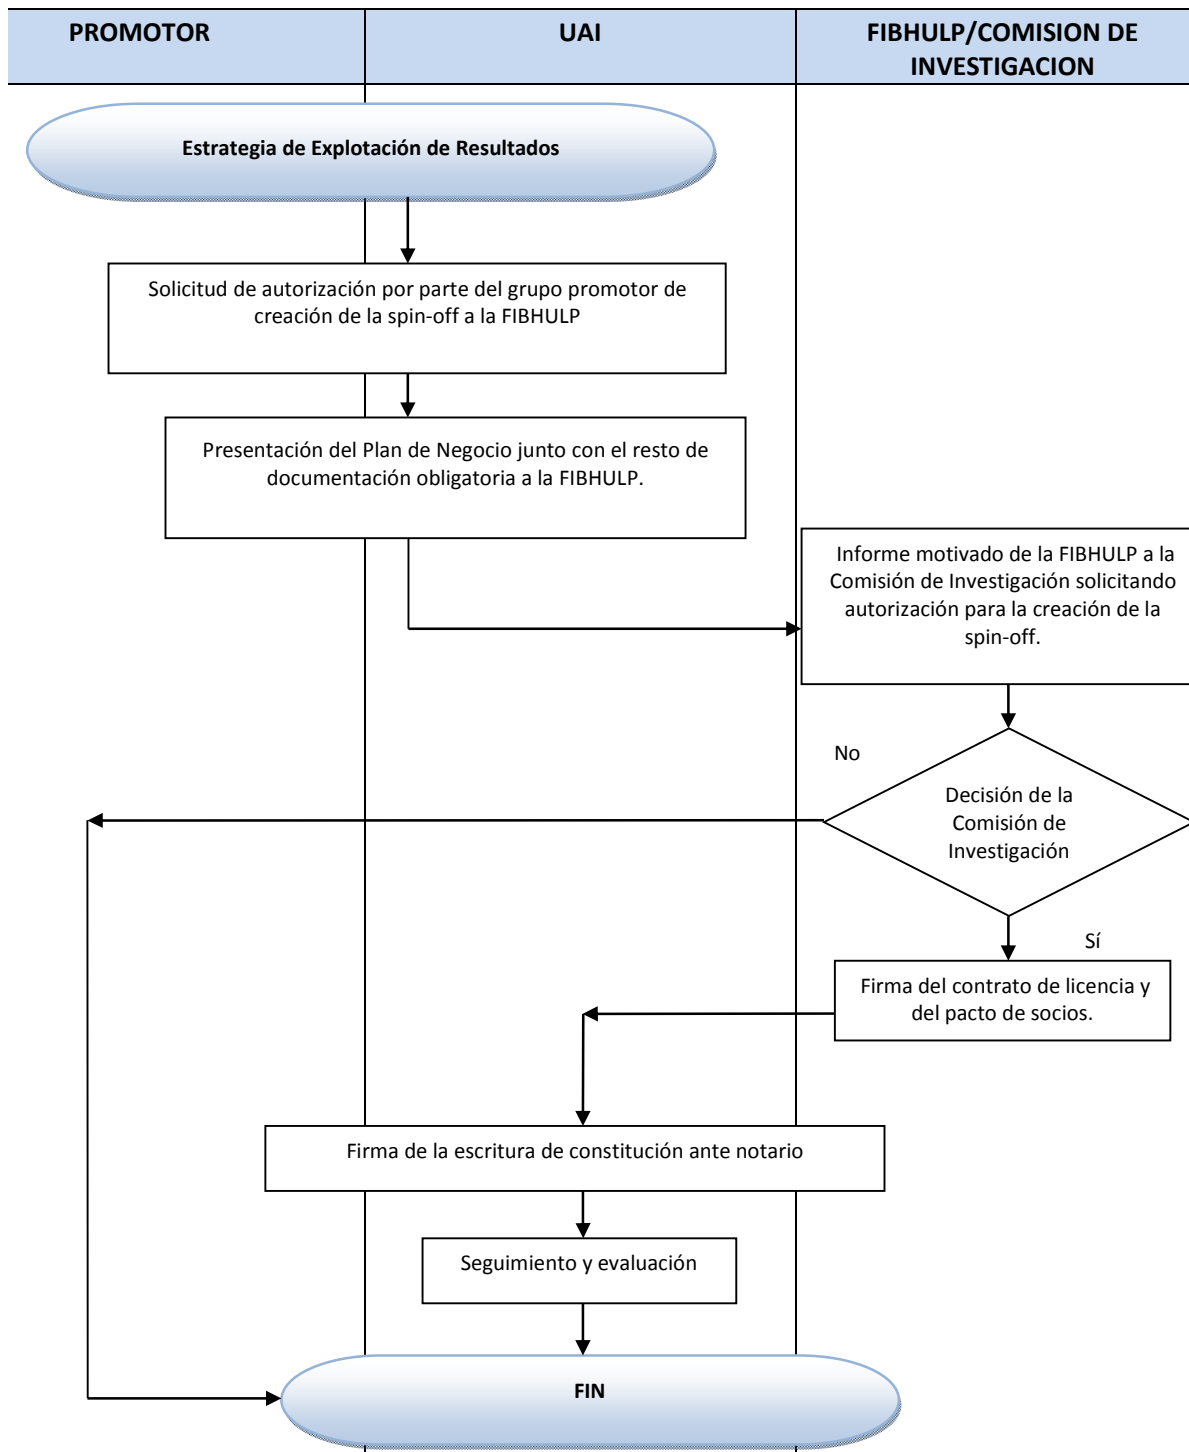 PROMOTOR
UAI
FIBHULP/COMISION DE
INVESTIGACION
Estrategia de Explotación de Resultados
Solicitud de autorización por parte del grupo promotor de
creación de la spin-off a la FIBHULP
Presentación del Plan de Negocio junto con el resto de
documentación obligatoria a la FIBHULP.
Informe motivado de la FIBHULP a la
Comisión de Investigación solicitando
autorización para la creación de la
spin-off.
No
Decisión de la
Comisión de
Investigación
Sí
Firma del contrato de licencia y
del pacto de socios.
Firma de la escritura de constitución ante notario
Seguimiento y evaluación
FIN